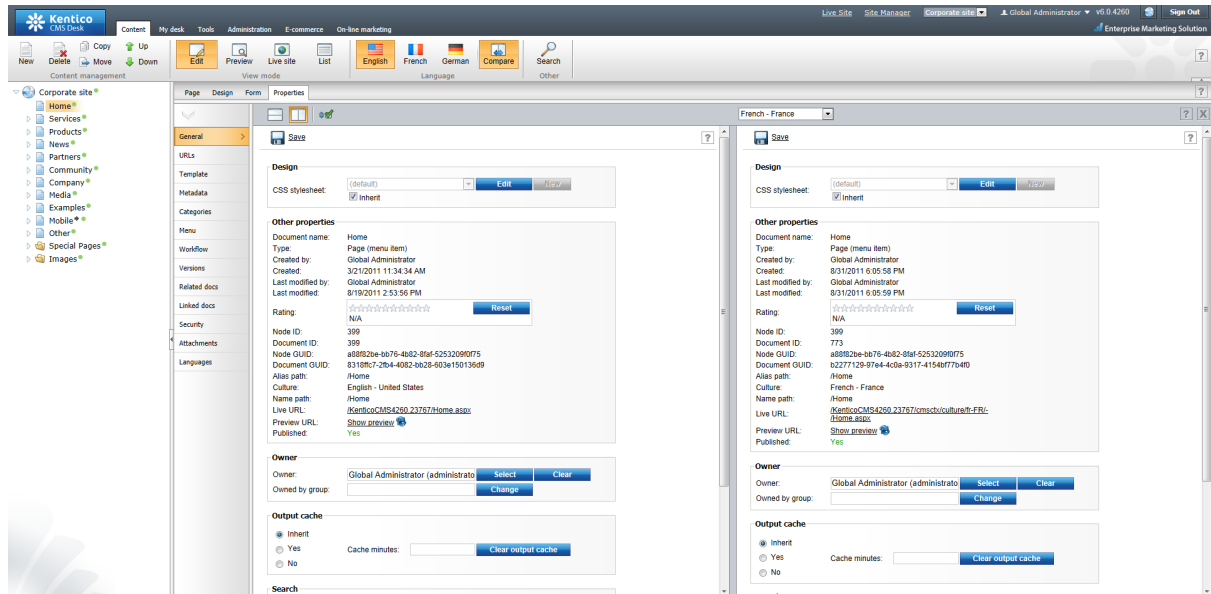 Kentico
CMS Desk
Content My desk Tools Administration E-commerce On-line marketing
Live Site Site Manager Corporate site Global Administrator v6.0.4260 Sign Out
Enterprise Marketing Solution
New Delete Copy Move Up Down
Content management
Edit Preview Live site List
View mode
English French German Compare
Language
Search
Other
?
Corporate site
Home
Services
Products
News
Partners
Community
Company
Media
Examples
Mobile
Other
Special Pages
Images
Page Design Form Properties ?
General >
URLs
Template
Metadata
Categories
Menu
Workflow
Versions
Related docs
Linked docs
Security
Attachments
Languages
Save ?
Design
CSS stylesheet: (default) Edit New
Inherit
Other properties
Document name: Home
Type: Page (menu item)
Created by: Global Administrator
Created: 3/21/2011 11:34:34 AM
Last modified by: Global Administrator
Last modified: 8/19/2011 2:53:56 PM
Rating: Reset
N/A
Node ID: 399
Document ID: 399
Node GUID: a88f82be-bb76-4b82-8faf-5253209f0f75
Document GUID: 8318ffc7-2fb4-4082-bb28-603e150136d9
Alias path: /Home
Culture: English - United States
Name path: /Home
Live URL: /KenticoCMS4260.23767/Home.aspx
Preview URL: Show preview
Published: Yes
Owner
Owner: Global Administrator (administrato Select Clear
Owned by group: Change
Output cache
Inherit
Yes Cache minutes: Clear output cache
No
Search
French - France ? X
Save ?
Design
CSS stylesheet: (default) Edit New
Inherit
Other properties
Document name: Home
Type: Page (menu item)
Created by: Global Administrator
Created: 8/31/2011 6:05:58 PM
Last modified by: Global Administrator
Last modified: 8/31/2011 6:05:59 PM
Rating: Reset
N/A
Node ID: 399
Document ID: 773
Node GUID: a88f82be-bb76-4b82-8faf-5253209f0f75
Document GUID: b2277129-97e4-4c0a-9317-4154bf77b4f0
Alias path: /Home
Culture: French - France
Name path: /Home
Live URL: /KenticoCMS4260.23767/cmsctx/culture/fr-FR/-
/Home.aspx
Preview URL: Show preview
Published: Yes
Owner
Owner: Global Administrator (administrato Select Clear
Owned by group: Change
Output cache
Inherit
Yes Cache minutes: Clear output cache
No